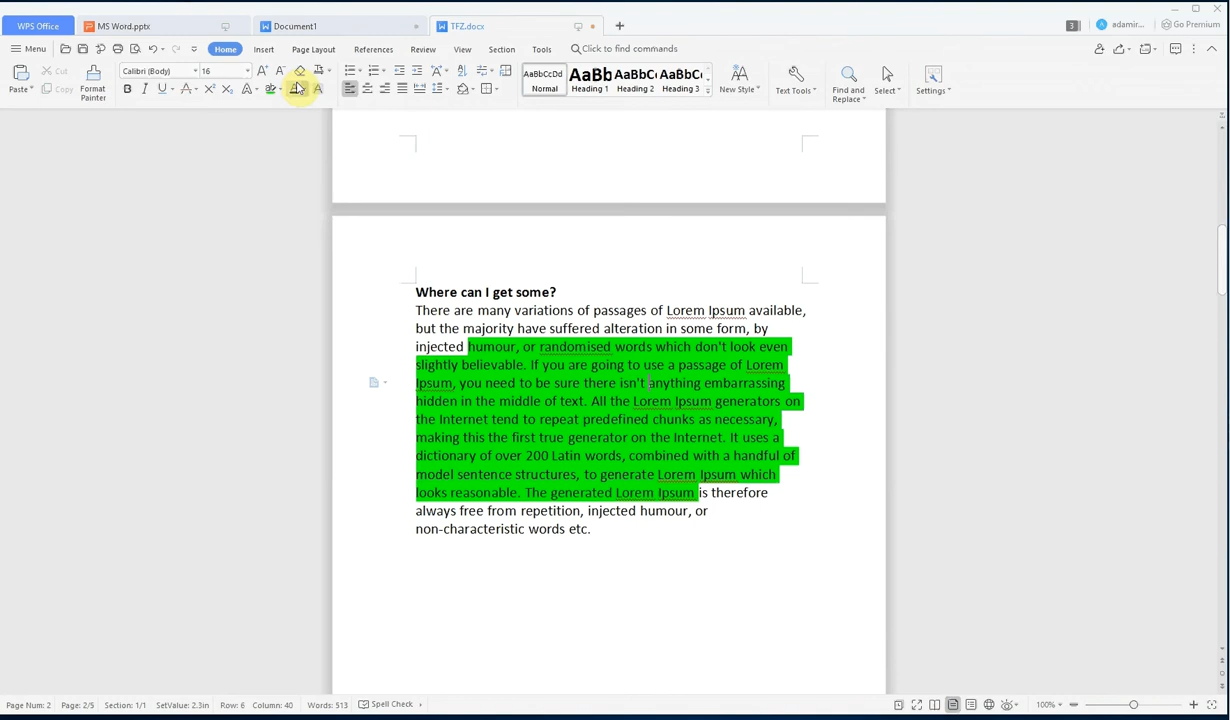 WPS Office MS Word.pptx Document1 TFZ.docx 3 adamir... Go Premium
Menu Home Insert Page Layout References Review View Section Tools Click to find commands
Paste Cut Copy Format Painter Calibri (Body) 16 AaBbCcDd Normal AaBb Heading 1 AaBbC Heading 2 AaBbC Heading 3 New Style Text Tools Find and Replace Select Settings
Where can I get some?
There are many variations of passages of Lorem Ipsum available,
but the majority have suffered alteration in some form, by
injected humour, or randomised words which don't look even
slightly believable. If you are going to use a passage of Lorem
Ipsum, you need to be sure there isn't anything embarrassing
hidden in the middle of text. All the Lorem Ipsum generators on
the Internet tend to repeat predefined chunks as necessary,
making this the first true generator on the Internet. It uses a
dictionary of over 200 Latin words, combined with a handful of
model sentence structures, to generate Lorem Ipsum which
looks reasonable. The generated Lorem Ipsum is therefore
always free from repetition, injected humour, or
non-characteristic words etc.
Page Num: 2 Page: 2/5 Section: 1/1 SetValue: 2.3in Row: 6 Column: 40 Words: 513 Spell Check 100%